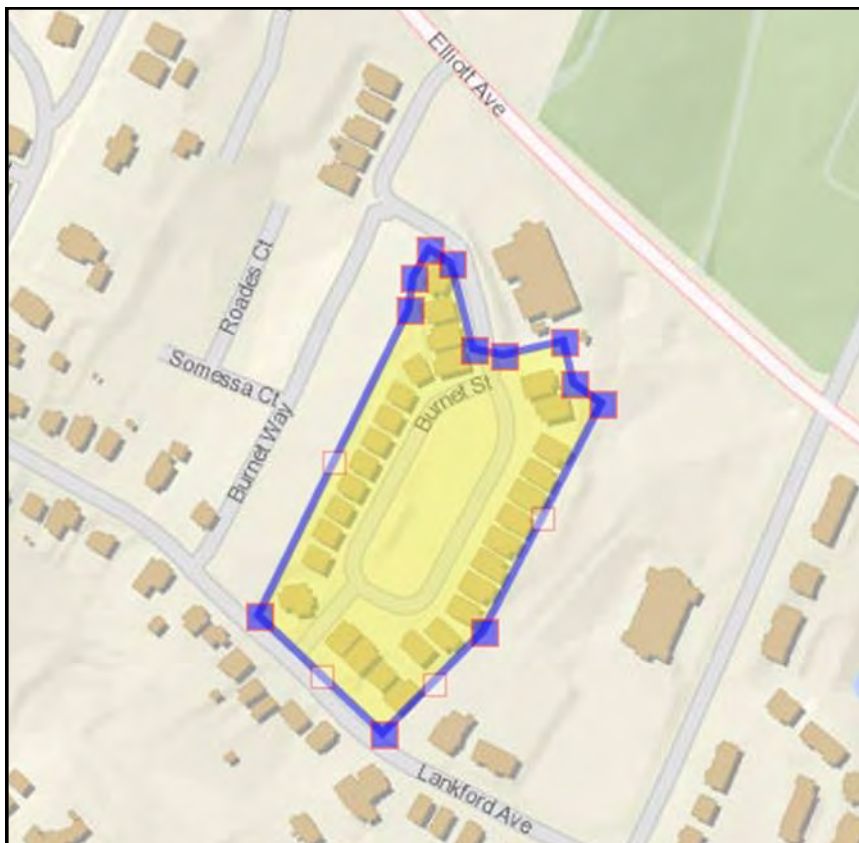 Elliott Ave
Roades Ct
Somessa Ct
Burnet St
Burnet Way
Lankford Ave